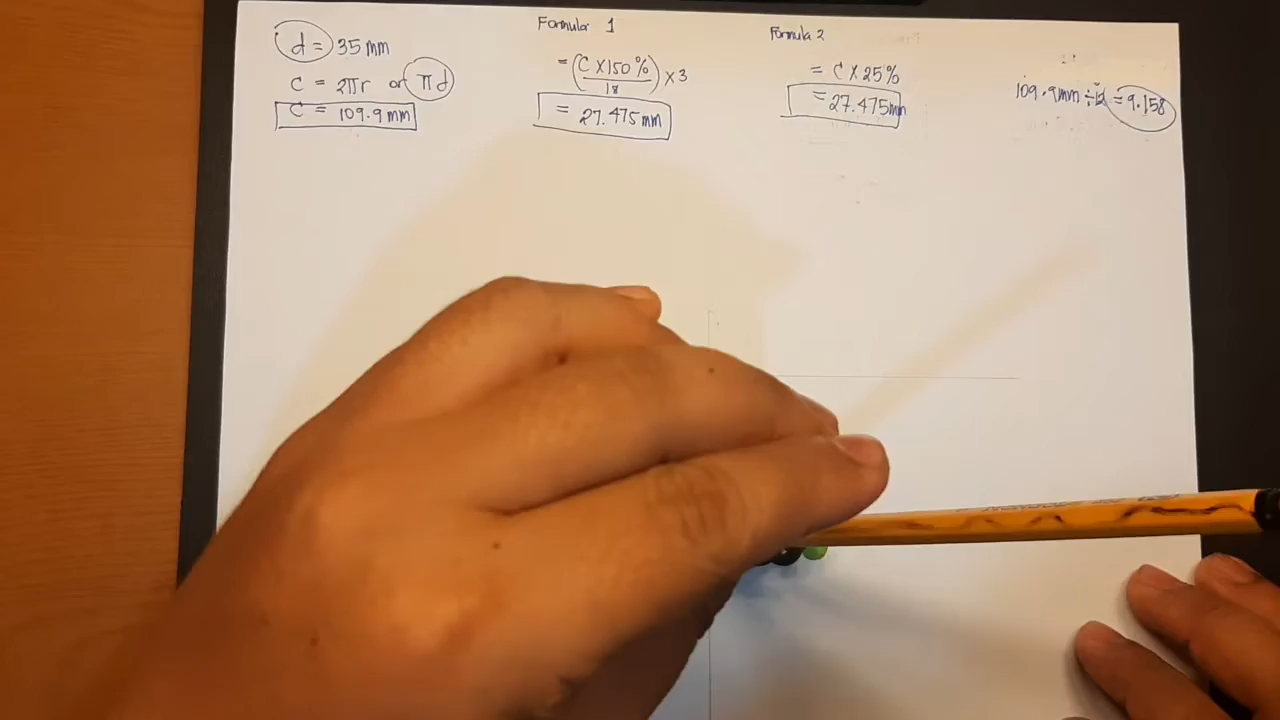 d = 35 mm
C = 2πr or πd
C = 109.9 mm
Formula 1
= (C × 150% / 18) × 3
= 27.475 mm
Formula 2
= C × 25%
= 27.475mm
109.9mm ÷ 12 = 9.158